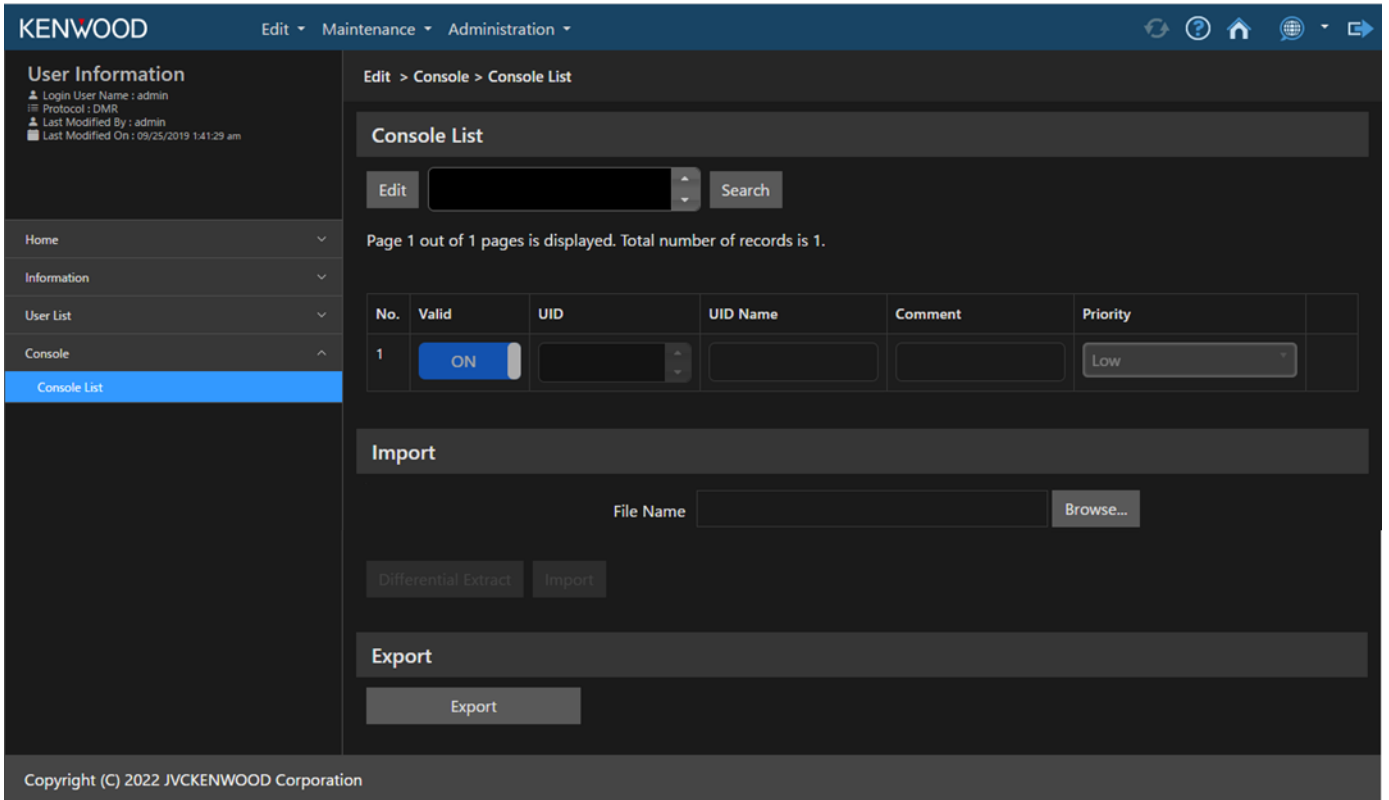 KENWOOD Edit Maintenance Administration
User Information
Login User Name : admin
Protocol : DMR
Last Modified By : admin
Last Modified On : 09/25/2019 1:41:29 am
Home
Information
User List
Console
Console List
Edit > Console > Console List
Console List
Edit Search
Page 1 out of 1 pages is displayed. Total number of records is 1.
No. Valid UID UID Name Comment Priority
1 ON Low
Import
File Name Browse...
Differential Extract Import
Export
Export
Copyright (C) 2022 JVCKENWOOD Corporation